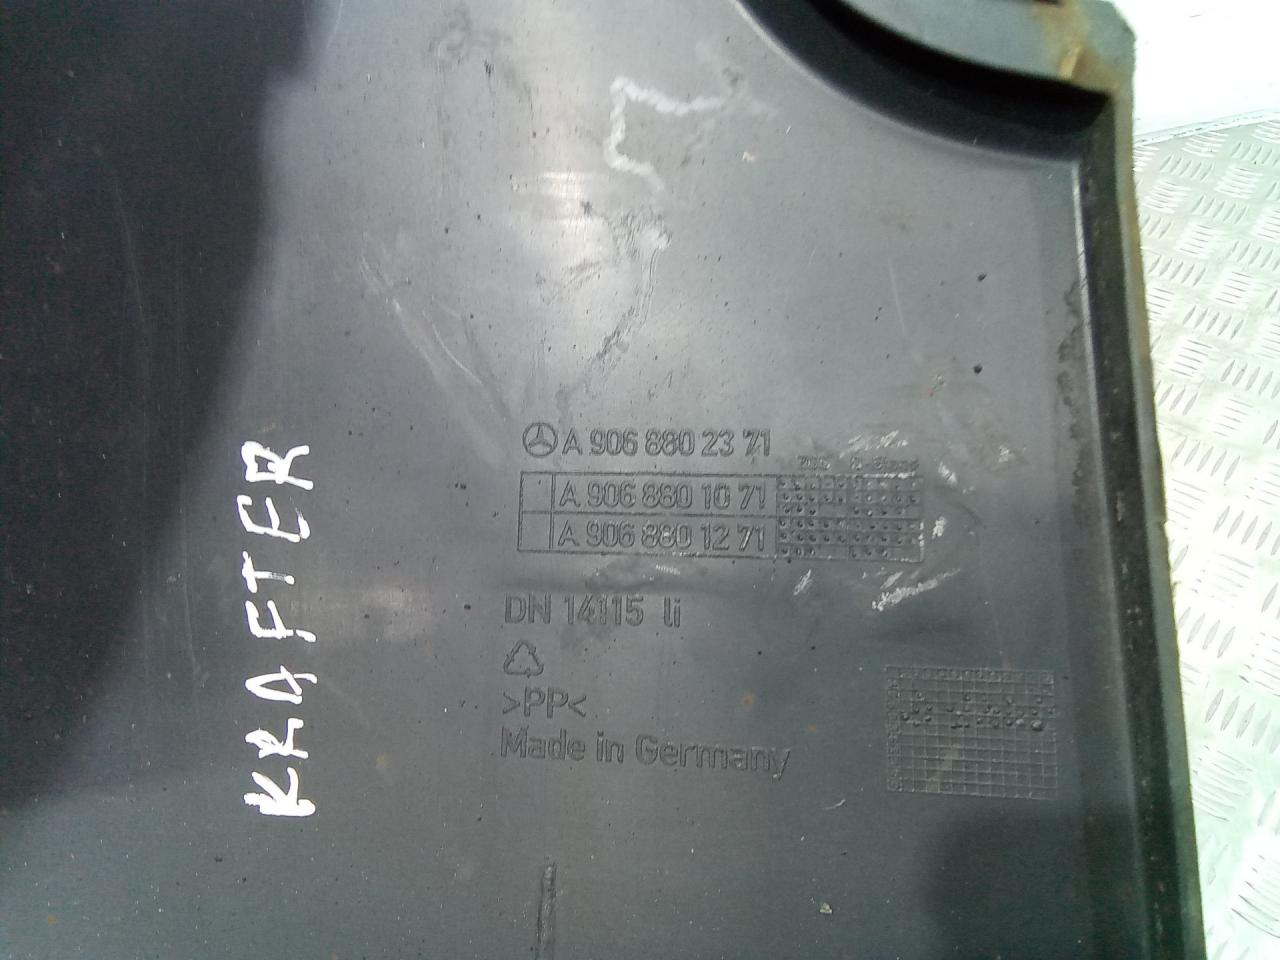 A 906 880 23 71
A 906 880 10 71
A 906 880 12 71
DN 14115 li
>PP<
Made in Germany
KRAFTER